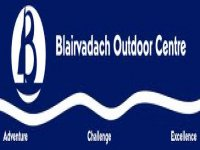 Blairvadach Outdoor Centre
Adventure Challenge Excellence